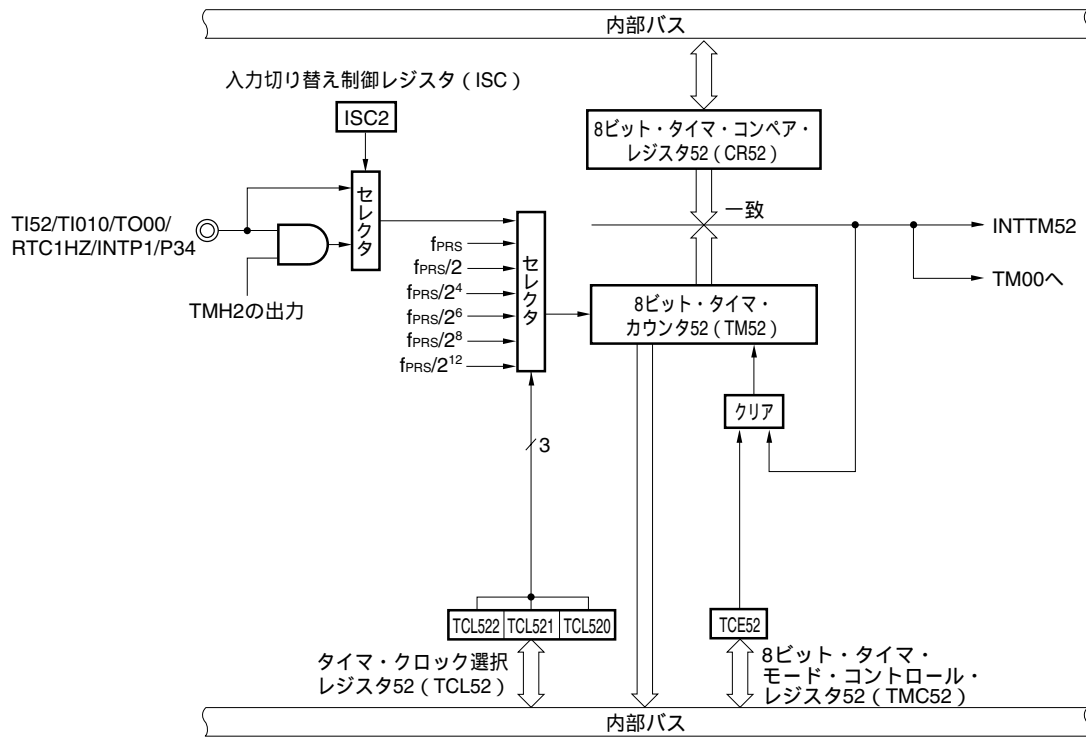 内部バス
入力切り替え制御レジスタ（ISC）
ISC2
8ビット・タイマ・コンペア・
レジスタ52（CR52）
セレクタ
TI52/TI010/TO00/
RTC1HZ/INTP1/P34
TMH2の出力
セレクタ
fPRS
fPRS/2
fPRS/2⁴
fPRS/2⁶
fPRS/2⁸
fPRS/2¹²
一致
INTTM52
TM00へ
8ビット・タイマ・
カウンタ52（TM52）
クリア
3
TCL522 TCL521 TCL520
TCE52
タイマ・クロック選択
レジスタ52（TCL52）
8ビット・タイマ・
モード・コントロール・
レジスタ52（TMC52）
内部バス